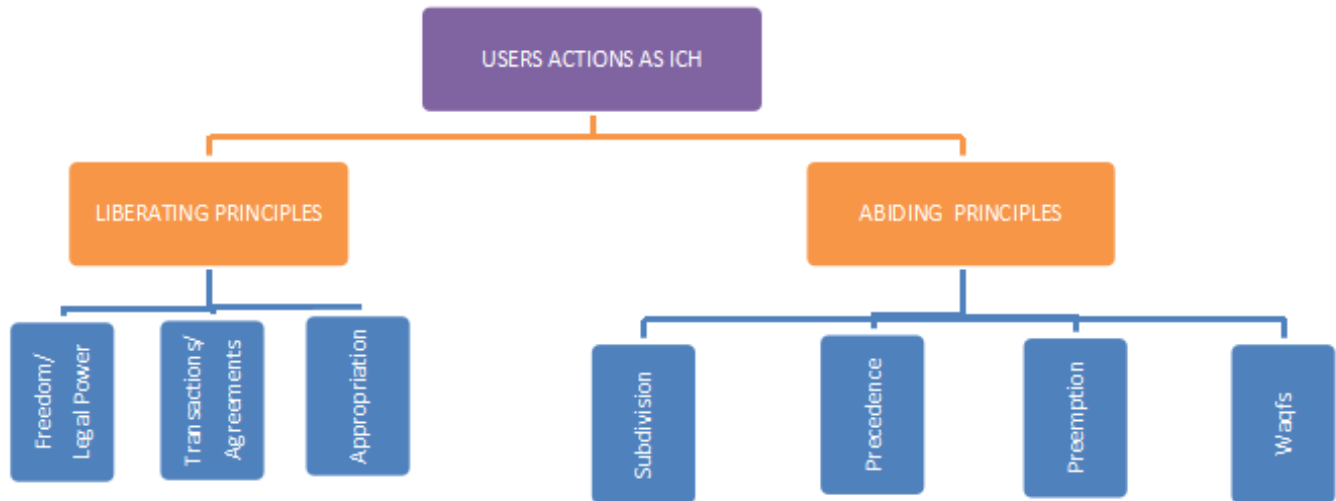 USERS ACTIONS AS ICH
LIBERATING PRINCIPLES
ABIDING PRINCIPLES
Freedom/
Legal Power
Transactions/
Agreements
Appropriation
Subdivision
Precedence
Preemption
Waqfs